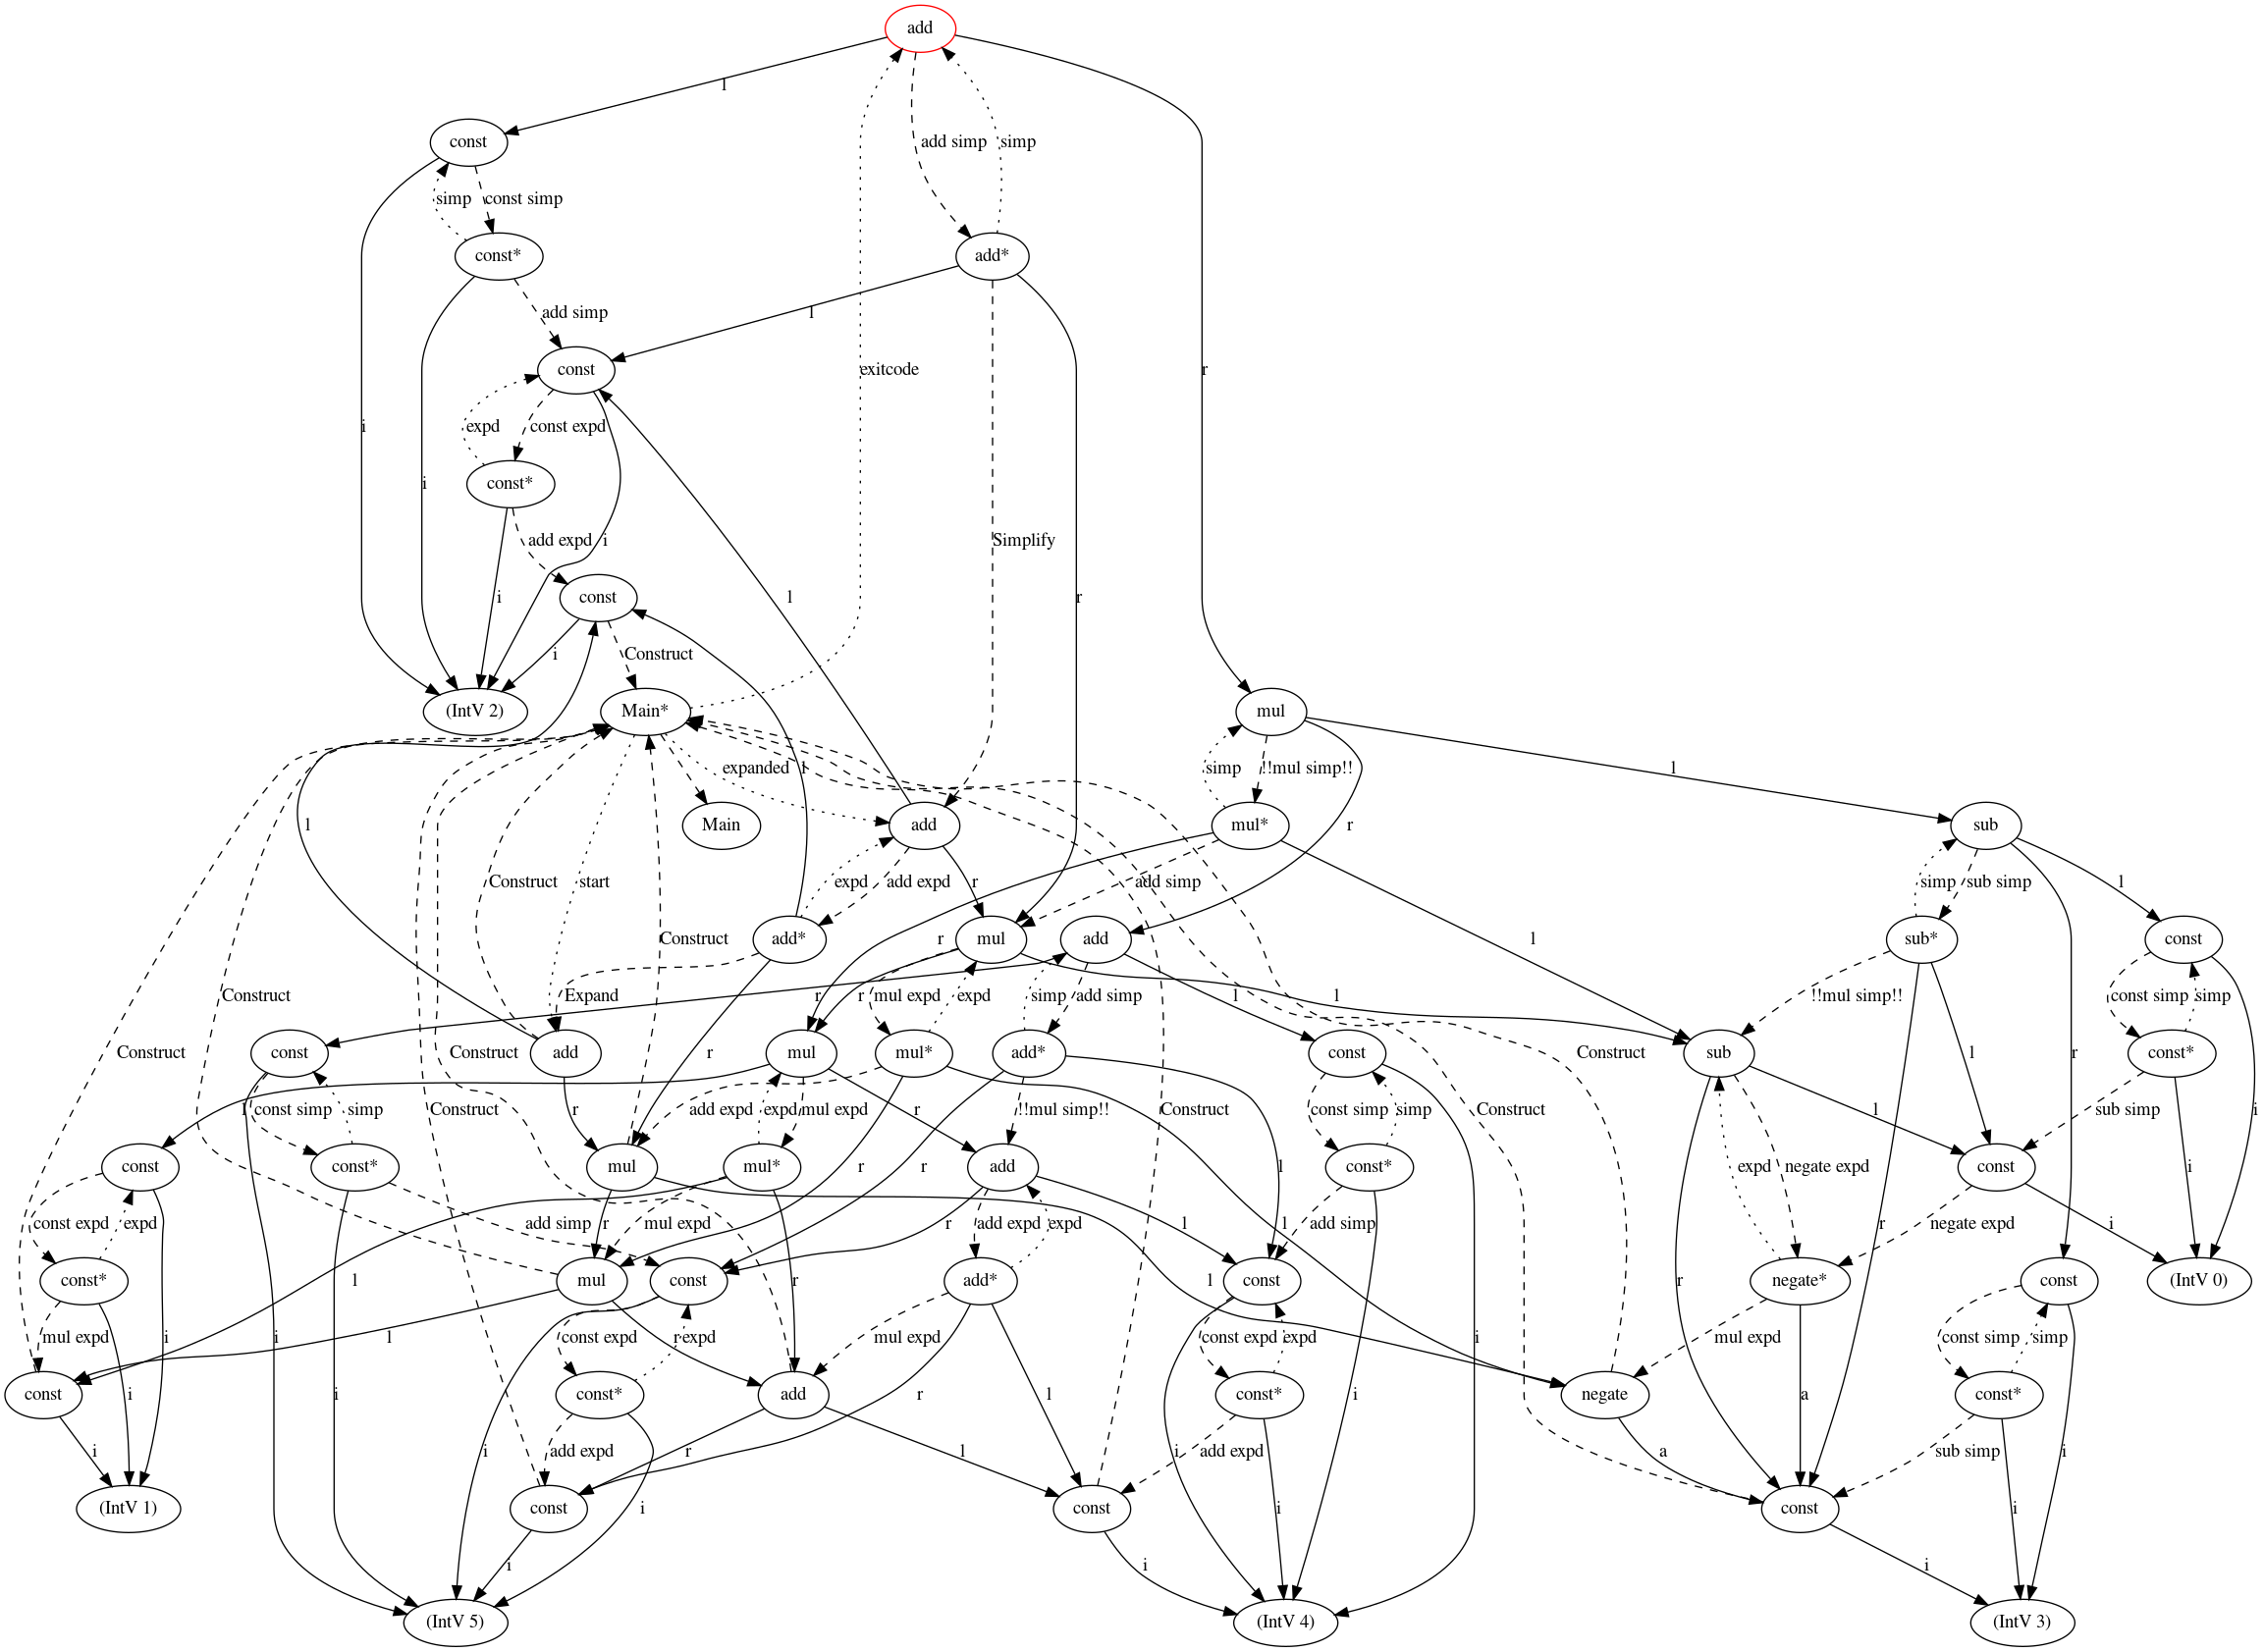 add
l
const
add simp
simp
simp
const simp
const*
add*
add simp
l
const
exitcode
r
i
expd
const expd
i
const*
Simplify
add expd
i
i
l
r
const
i
Construct
(IntV 2)
Main*
mul
expanded
l
simp
!!mul simp!!
l
l
Main
add
mul*
r
sub
Construct
start
expd
add expd
r
add simp
simp
sub simp
l
add*
mul
add
sub*
const
Construct
r
l
Construct
Expand
r
mul expd
expd
simp
add simp
l
l
!!mul simp!!
const simp
simp
Construct
Construct
r
Construct
const
add
mul
mul*
add*
const
sub
l
r
const*
l
const simp
simp
r
add expd
expd
mul expd
r
!!mul simp!!
Construct
const simp
simp
Construct
l
sub simp
i
const
const*
mul
mul*
add
const*
expd
negate expd
const
const expd
expd
add simp
r
mul expd
r
r
r
add expd
expd
l
l
add simp
l
r
negate expd
i
i
const*
l
mul
const
add*
const
negate*
const
(IntV 0)
mul expd
i
i
l
const expd
r
expd
r
mul expd
l
const expd
expd
i
r
mul expd
const simp
simp
const
const*
add
const*
negate
const*
i
i
i
i
add expd
i
r
r
l
l
i
add expd
i
a
a
sub simp
i
i
(IntV 1)
const
const
const
i
i
i
i
(IntV 5)
(IntV 4)
(IntV 3)